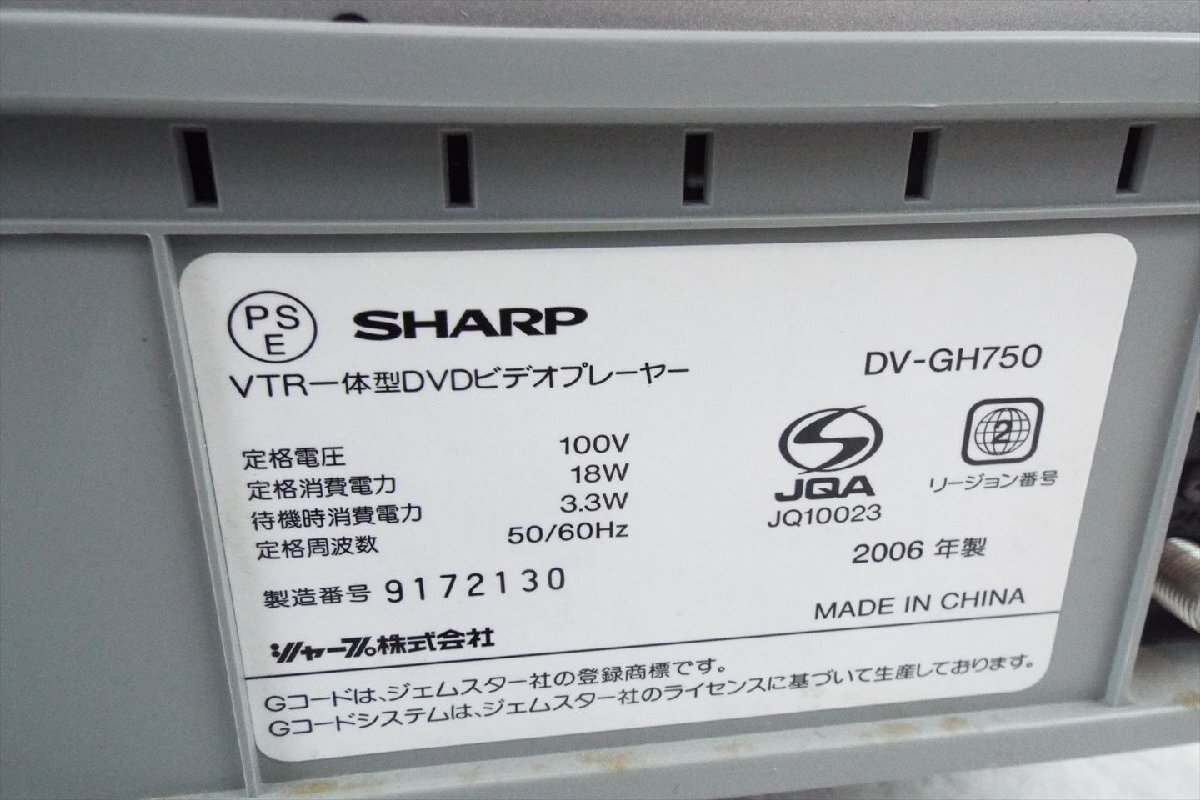 PSE SHARP
VTR一体型DVDビデオプレーヤー
DV-GH750
定格電圧 100V
定格消費電力 18W
待機時消費電力 3.3W
定格周波数 50/60Hz
製造番号 9172130
シャープ株式会社
JQA
JQ10023
2
リージョン番号
2006 年製
MADE IN CHINA
Gコードは、ジェムスター社の登録商標です。
Gコードシステムは、ジェムスター社のライセンスに基づいて生産しております。